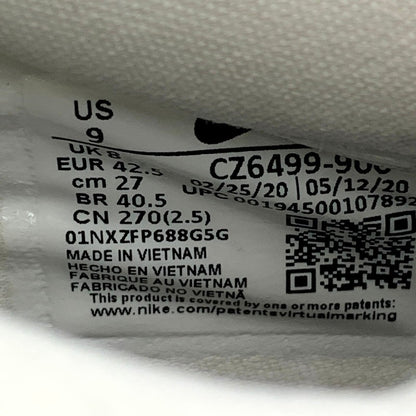 US
9
UK 8
EUR 42.5
cm 27
BR 40.5
CN 270(2.5)
CZ6499-900
02/25/20 05/12/20
UPC 00194500107892
01NXZFP688G5G
MADE IN VIETNAM
HECHO EN VIETNAM
FABRIQUE AU VIETNAM
FABRICADO NO VIETNÃ
This product is covered by one or more patents:
www.nike.com/patentsvirtualmarking